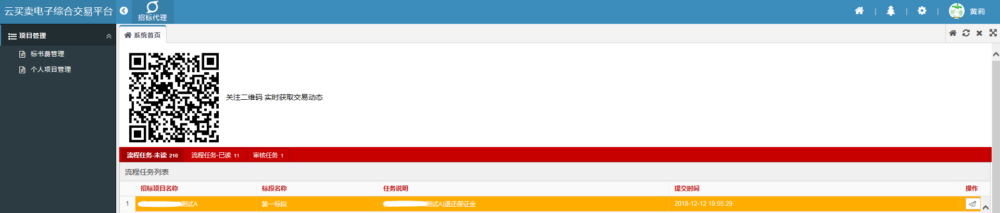 云买卖电子综合交易平台
招标代理
黄莉
项目管理
标书费管理
个人项目管理
系统首页
关注二维码 实时获取交易动态
流程任务-未读 210 流程任务-已读 11 审核任务 1
流程任务列表
招标项目名称 标段名称 任务说明 提交时间 操作
1 测试A 第一标段 测试A)退还保证金 2018-12-12 19:55:29